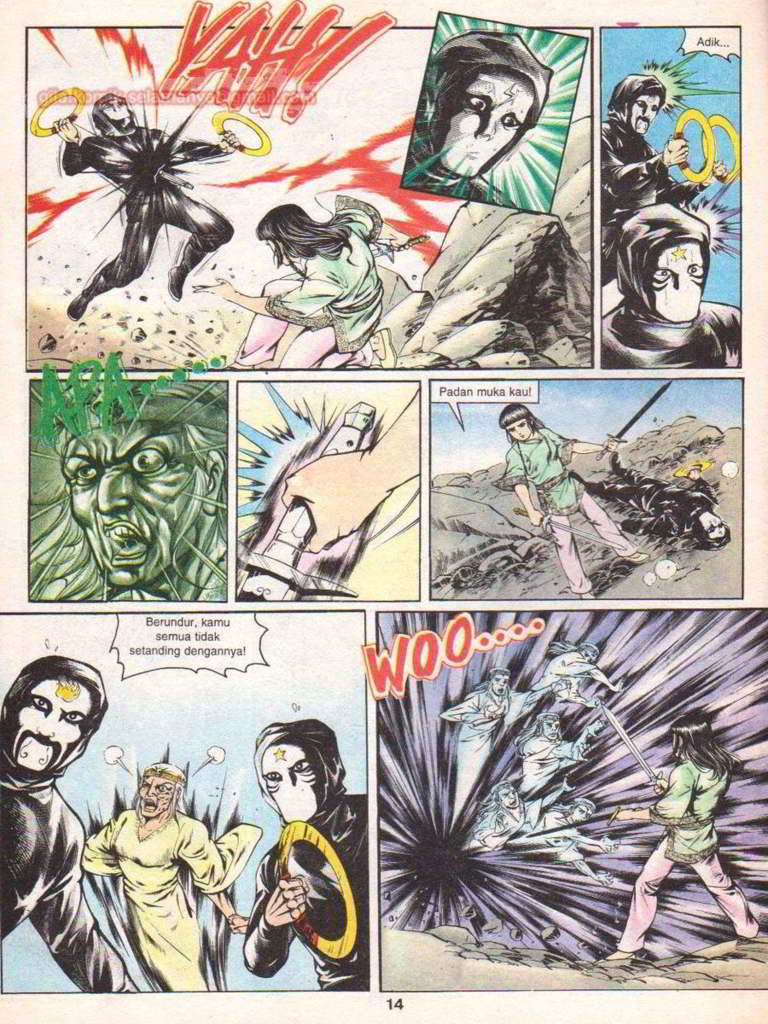 YAH!
Adik...
APA......
Padan muka kau!
Berundur, kamu
semua tidak
setanding dengannya!
WOO....
14